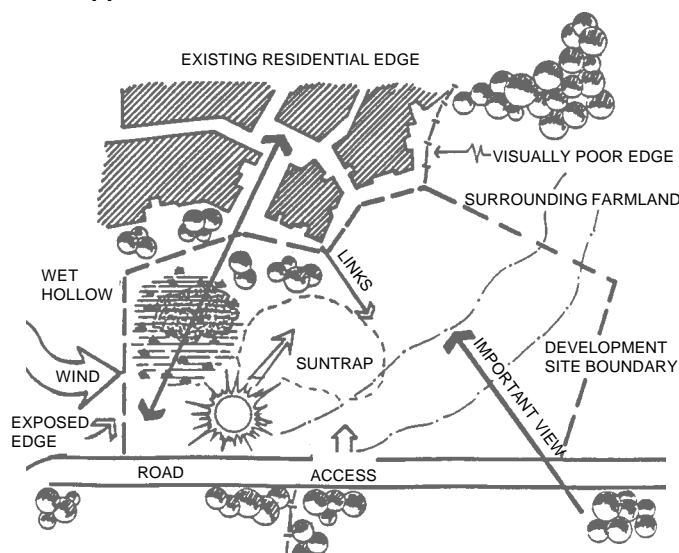 EXISTING RESIDENTIAL EDGE
VISUALLY POOR EDGE
SURROUNDING FARMLAND
WET
HOLLOW
LINKS
WIND
SUNTRAP
IMPORTANT VIEW
DEVELOPMENT
SITE BOUNDARY
EXPOSED
EDGE
ROAD
ACCESS